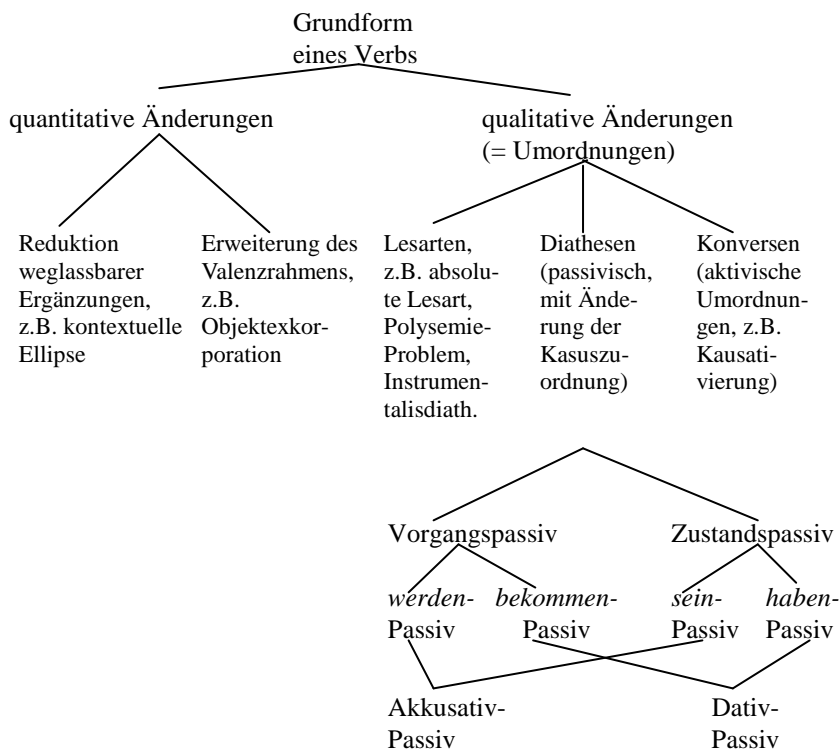 Grundform
eines Verbs
quantitative Änderungen
qualitative Änderungen
(= Umordnungen)
Reduktion
weglassbarer
Ergänzungen,
z.B. kontextuelle
Ellipse
Erweiterung des
Valenzrahmens,
z.B.
Objektexkor-
poration
Lesarten,
z.B. absolu-
te Lesart,
Polysemie-
Problem,
Instrumen-
talisdiath.
Diathesen
(passivisch,
mit Ände-
rung der
Kasuszu-
ordnung)
Konversen
(aktivische
Umordnun-
gen, z.B.
Kausati-
vierung)
Vorgangspassiv
Zustandspassiv
werden-
Passiv
bekommen-
Passiv
sein-
Passiv
haben-
Passiv
Akkusativ-
Passiv
Dativ-
Passiv